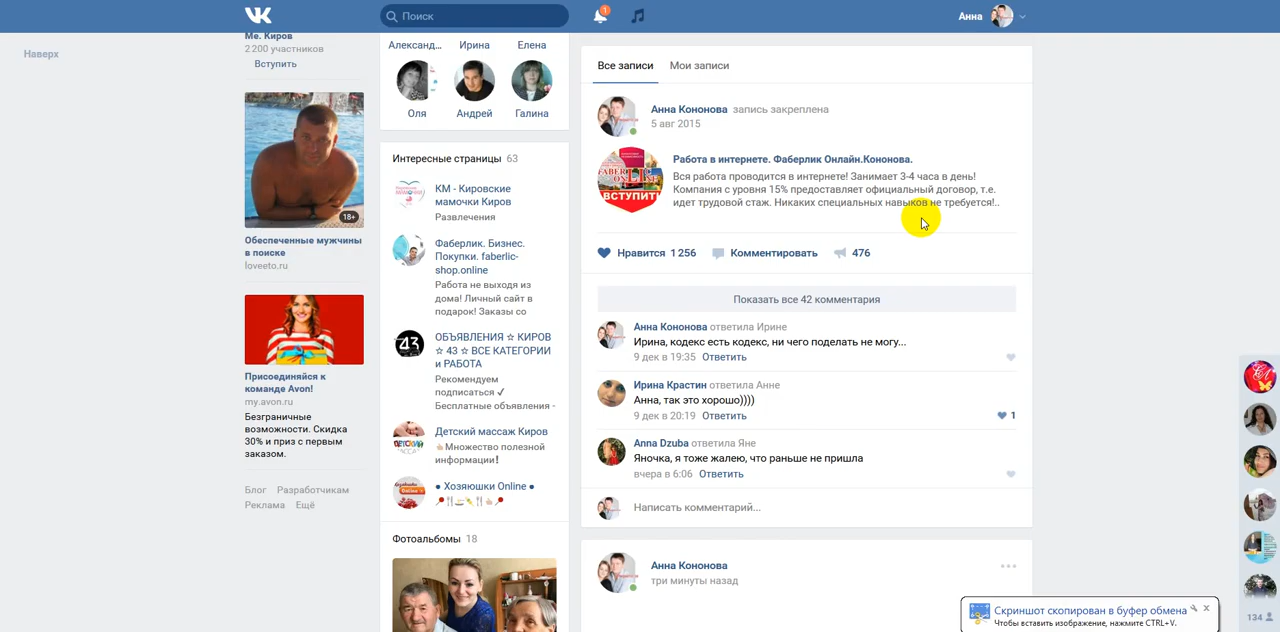 Поиск
1
Анна
Наверх
Ме. Киров
2 200 участников
Вступить
18+
Обеспеченные мужчины
в поиске
loveeto.ru
Присоединяйся к
команде Avon!
my.avon.ru
Безграничные
возможности. Скидка
30% и приз с первым
заказом.
Блог Разработчикам
Реклама Ещё
Александ... Ирина Елена
Оля Андрей Галина
Интересные страницы 63
КМ - Кировские
мамочки Киров
Развлечения
Фаберлик. Бизнес.
Покупки. faberlic-
shop.online
Работа не выходя из
дома! Личный сайт в
подарок! Заказы со
43
ОБЪЯВЛЕНИЯ ☆ КИРОВ
☆ 43 ☆ ВСЕ КАТЕГОРИИ
и РАБОТА
Рекомендуем
подписаться ✓
Бесплатные объявления -
Детский массаж Киров
Множество полезной
информации!
● Хозяюшки Online ●
Фотоальбомы 18
Все записи Мои записи
Анна Кононова запись закреплена
5 авг 2015
ВСТУПИТЬ
Работа в интернете. Фаберлик Онлайн.Кононова.
Вся работа проводится в интернете! Занимает 3-4 часа в день!
Компания с уровня 15% предоставляет официальный договор, т.е.
идет трудовой стаж. Никаких специальных навыков не требуется!..
Нравится 1 256 Комментировать 476
Показать все 42 комментария
Анна Кононова ответила Ирине
Ирина, кодекс есть кодекс, ни чего поделать не могу...
9 дек в 19:35 Ответить
Ирина Крастин ответила Анне
Анна, так это хорошо))))
9 дек в 20:19 Ответить 1
Anna Dzuba ответила Яне
Яночка, я тоже жалею, что раньше не пришла
вчера в 6:06 Ответить
Написать комментарий...
Анна Кононова
три минуты назад
134
Скриншот скопирован в буфер обмена
Чтобы вставить изображение, нажмите CTRL+V.